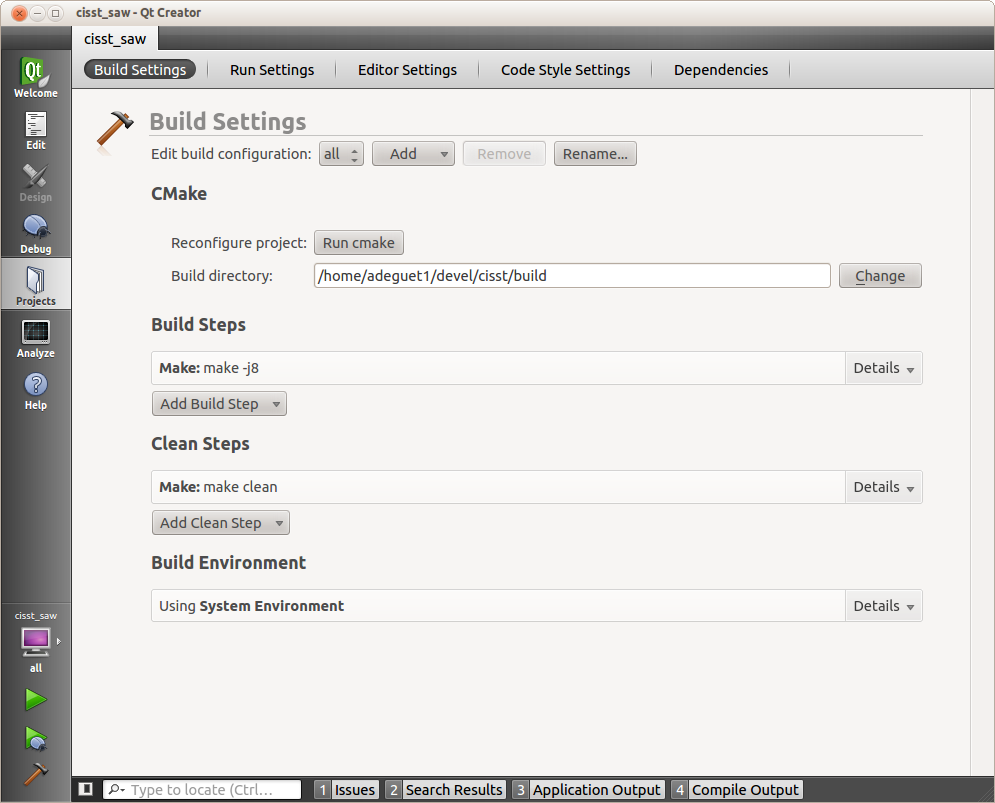 cisst_saw - Qt Creator
cisst_saw
Build Settings Run Settings Editor Settings Code Style Settings Dependencies
Qt
Welcome
Edit
Design
Debug
Projects
Analyze
Help
Build Settings
Edit build configuration: all Add Remove Rename...
CMake
Reconfigure project: Run cmake
Build directory: /home/adeguet1/devel/cisst/build Change
Build Steps
Make: make -j8 Details
Add Build Step
Clean Steps
Make: make clean Details
Add Clean Step
Build Environment
Using System Environment Details
cisst_saw
all
Type to locate (Ctrl... 1 Issues 2 Search Results 3 Application Output 4 Compile Output